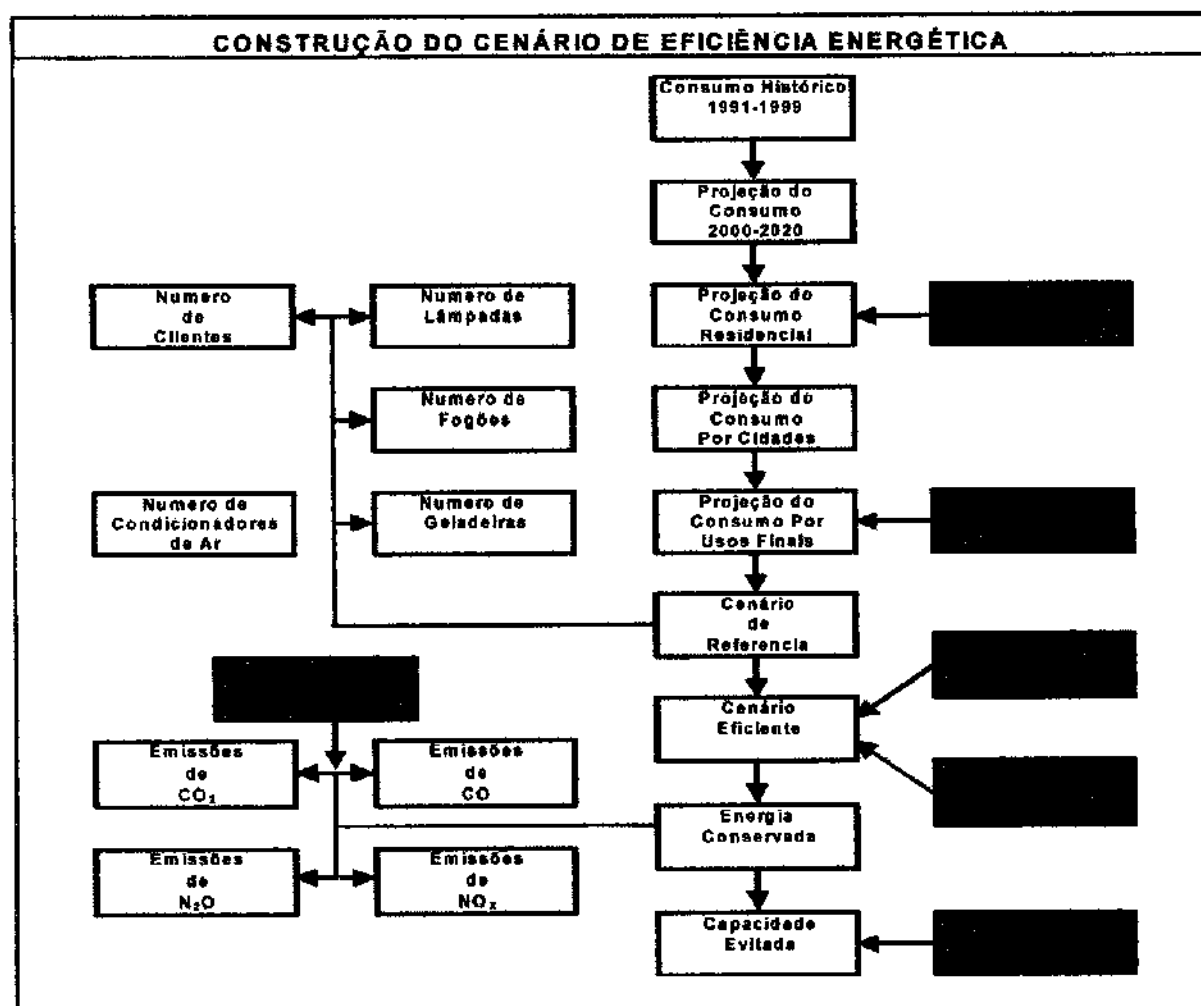 CONSTRUÇÃO DO CENÁRIO DE EFICIÊNCIA ENERGÉTICA
Consumo Histórico
1991-1999
Projeção do
Consumo
2000-2020
Numero
de
Clientes
Numero de
Lâmpadas
Projeção do
Consumo
Residencial
Numero de
Fogões
Projeção do
Consumo
Por Cidades
Numero de
Condicionadores
de Ar
Numero de
Geladeiras
Projeção do
Consumo Por
Usos Finais
Cenário
de
Referencia
Cenário
Eficiente
Emissões
de
CO₂
Emissões
de
CO
Energia
Conservada
Emissões
de
N₂O
Emissões
de
NOx
Capacidade
Evitada